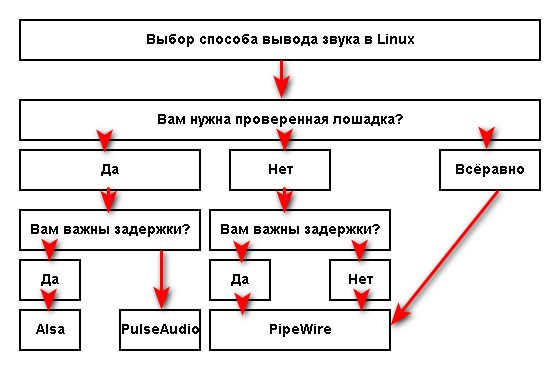 Выбор способа вывода звука в Linux
Вам нужна проверенная лошадка?
Да
Нет
Всёравно
Вам важны задержки?
Вам важны задержки?
Да
Да
Нет
Alsa
PulseAudio
PipeWire